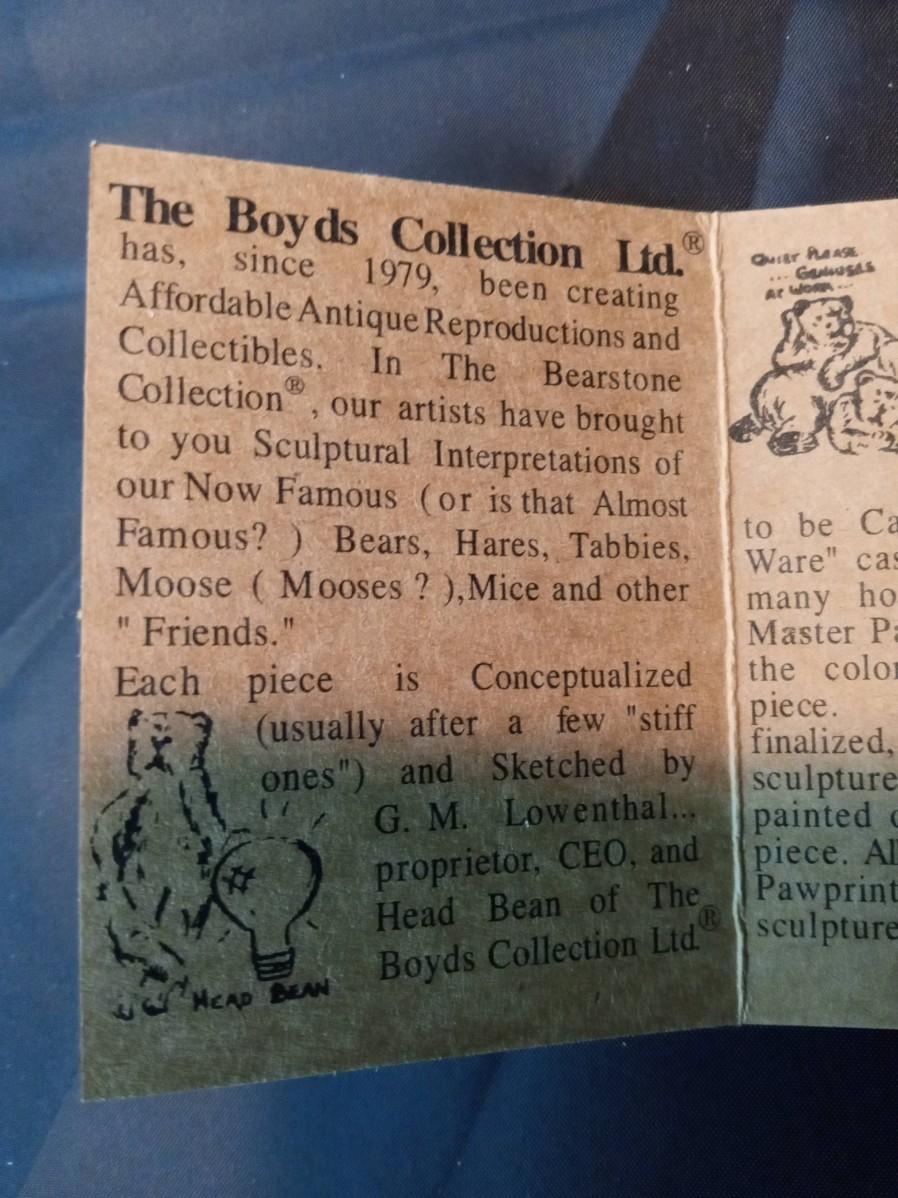 The Boyds Collection Ltd.®
has, since 1979, been creating
Affordable Antique Reproductions and
Collectibles. In The Bearstone
Collection®, our artists have brought
to you Sculptural Interpretations of
our Now Famous (or is that Almost
Famous? ) Bears, Hares, Tabbies,
Moose ( Mooses ? ),Mice and other
" Friends."
Each piece is Conceptualized
(usually after a few "stiff
ones") and Sketched by
G. M. Lowenthal...
proprietor, CEO, and
Head Bean of The
Boyds Collection Ltd.®
HEAD BEAN
QUIET PLEASE
... GENIUSES
AT WORK...
to be Ca
Ware" cas
many ho
Master Pa
the color
piece.
finalized,
sculpture
painted
piece. Al
Pawprint
sculpture